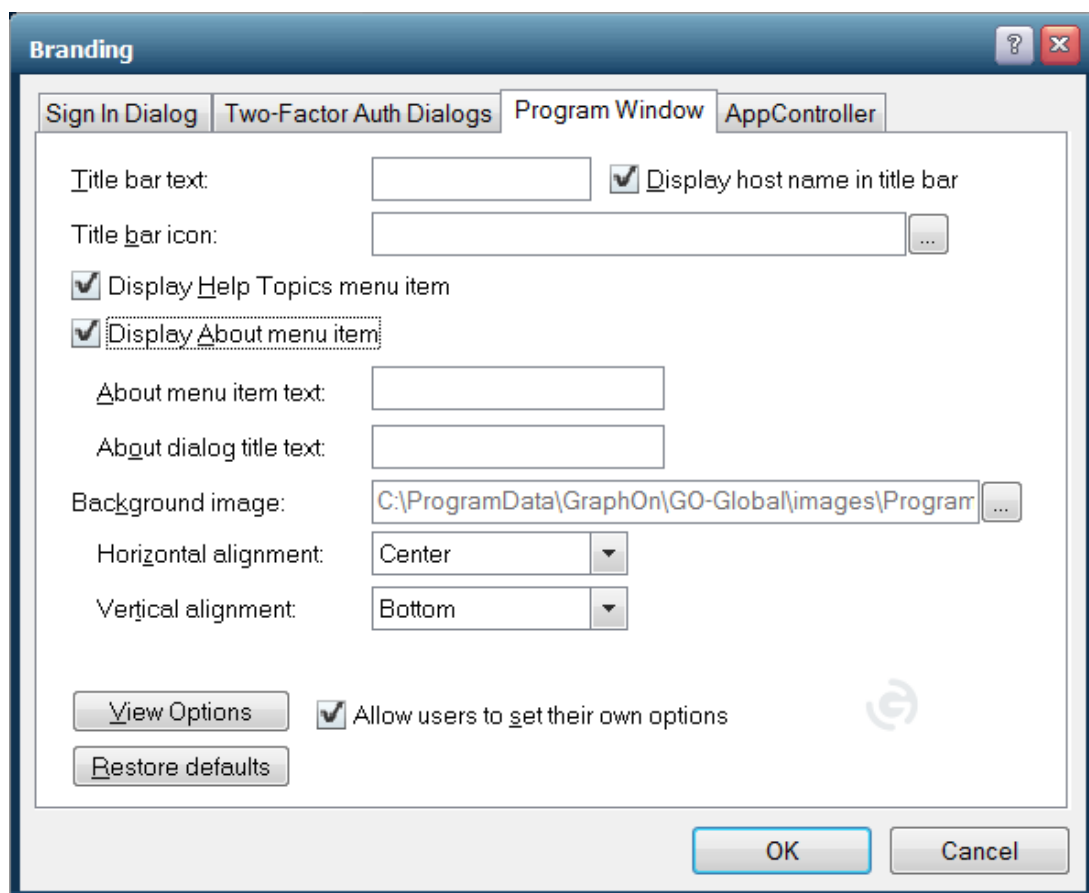 Branding
Sign In Dialog Two-Factor Auth Dialogs Program Window AppController
Title bar text: Display host name in title bar
Title bar icon: ...
Display Help Topics menu item
Display About menu item
About menu item text:
About dialog title text:
Background image: C:\ProgramData\GraphOn\GO-Global\images\Program ...
Horizontal alignment: Center
Vertical alignment: Bottom
View Options Allow users to set their own options
Restore defaults
OK Cancel